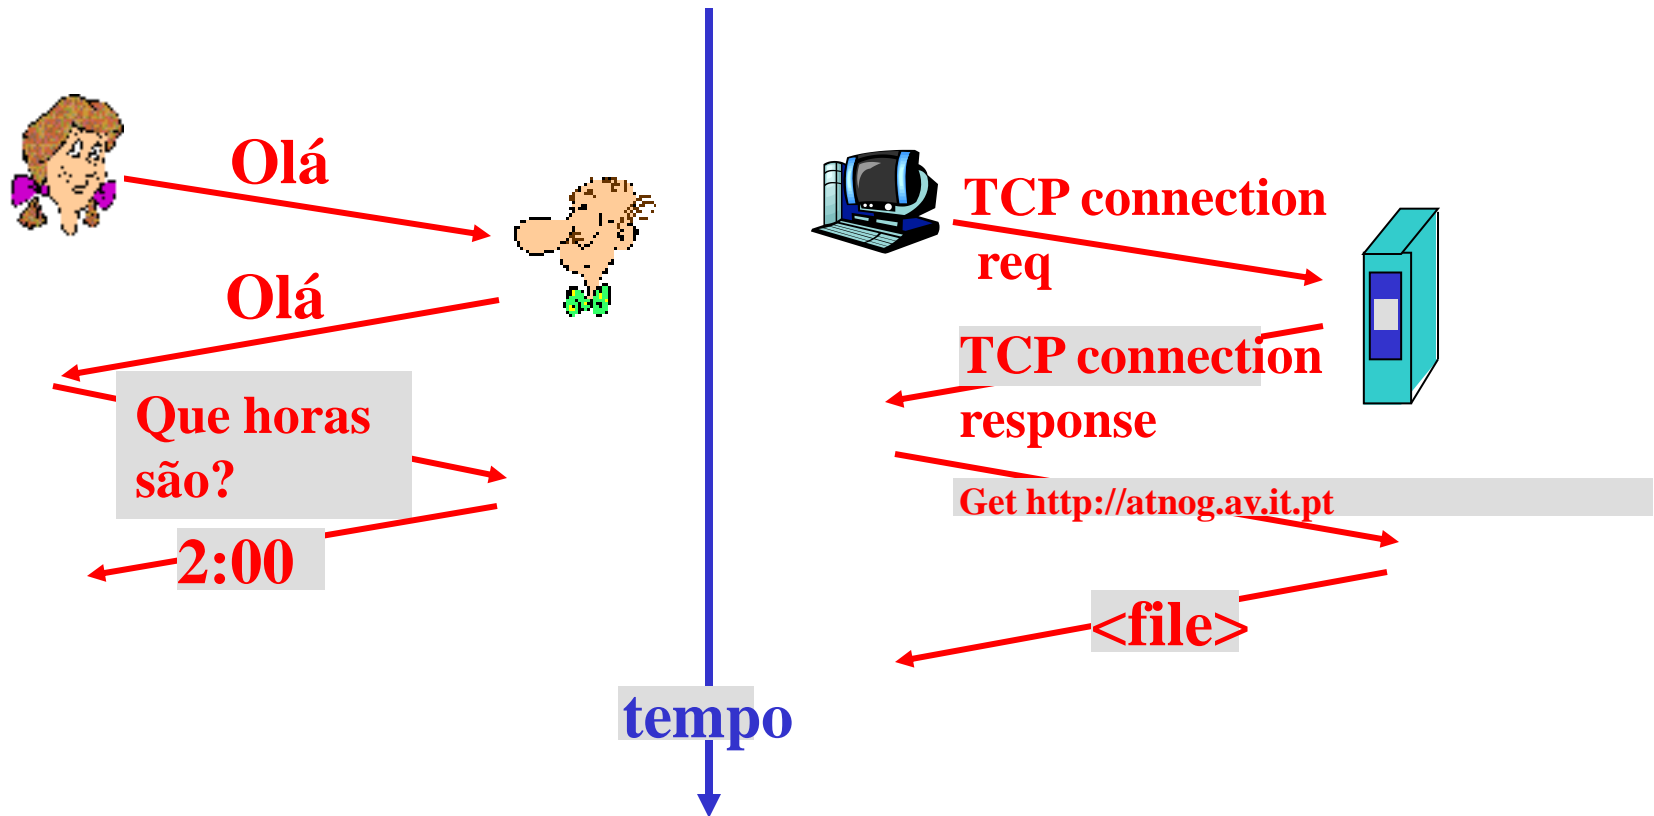 Olá
Olá
Que horas
são?
2:00
TCP connection
req
TCP connection
response
Get http://atnog.av.it.pt
<file>
tempo